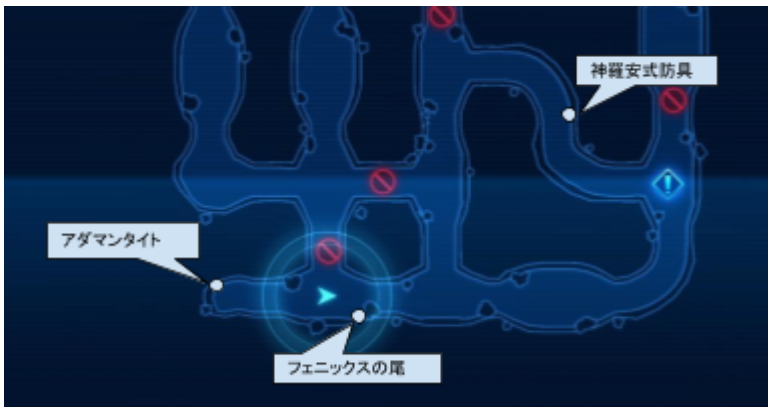 神羅安式防具
アダマンタイト
フェニックスの尾